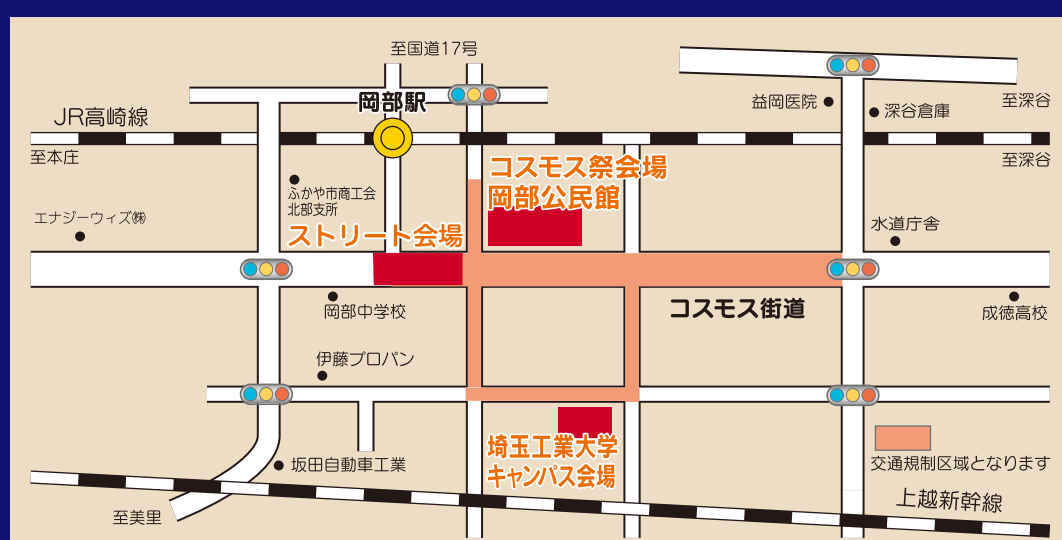 至国道17号
岡部駅
益岡医院
深谷倉庫
至深谷
JR高崎線
至本庄
至深谷
コスモス祭会場
岡部公民館
ふかや市商工会
北部支所
エナジーウィズ㈱
水道庁舎
ストリート会場
岡部中学校
コスモス街道
成徳高校
伊藤プロパン
埼玉工業大学
キャンパス会場
坂田自動車工業
交通規制区域となります
上越新幹線
至美里